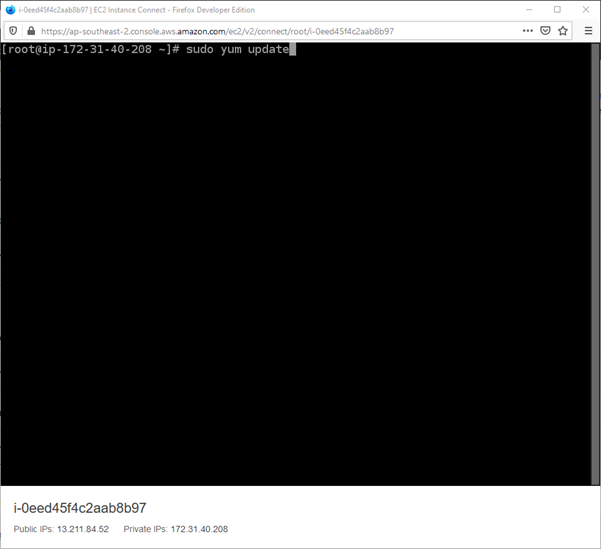 i-0eed45f4c2aab8b97 | EC2 Instance Connect - Firefox Developer Edition
https://ap-southeast-2.console.aws.amazon.com/ec2/v2/connect/root/i-0eed45f4c2aab8b97
[root@ip-172-31-40-208 ~]# sudo yum update
i-0eed45f4c2aab8b97
Public IPs: 13.211.84.52 Private IPs: 172.31.40.208